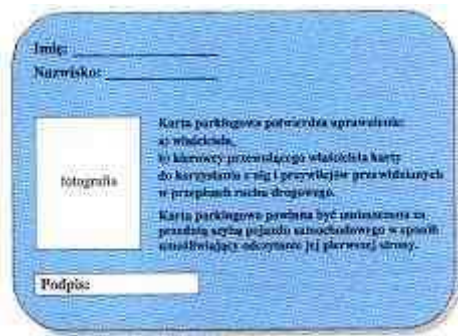 Imię:
Nazwisko:
fotografia
Karta parkingowa potwierdza uprawnienie:
a) właściciela,
b) kierowcy przewożącego właściciela karty
do korzystania z niej i przywilejów przewidzianych
w przepisach ruchu drogowego.
Karta parkingowa powinna być umieszczona za
przednią szybą pojazdu samochodowego w sposób
umożliwiający odczytanie jej pierwszej strony.
Podpis: